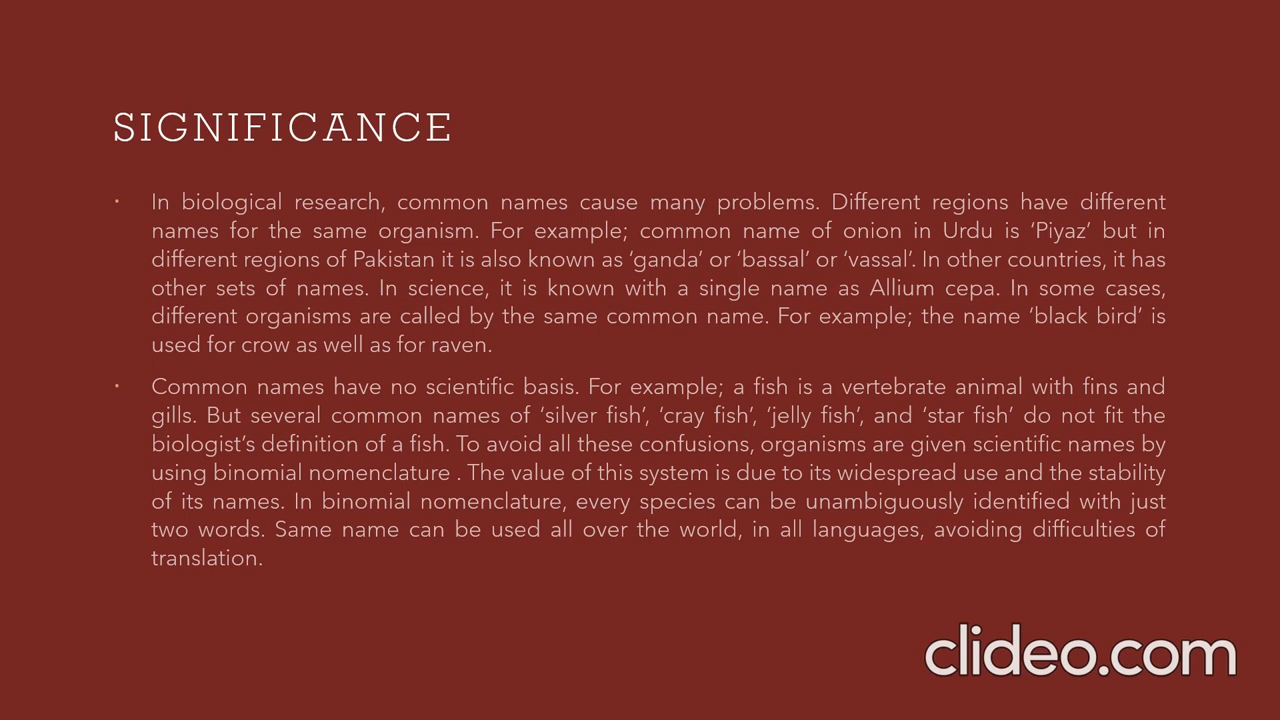 SIGNIFICANCE
• In biological research, common names cause many problems. Different regions have different
names for the same organism. For example; common name of onion in Urdu is ‘Piyaz’ but in
different regions of Pakistan it is also known as ‘ganda’ or ‘bassal’ or ‘vassal’. In other countries, it has
other sets of names. In science, it is known with a single name as Allium cepa. In some cases,
different organisms are called by the same common name. For example; the name ‘black bird’ is
used for crow as well as for raven.
• Common names have no scientific basis. For example; a fish is a vertebrate animal with fins and
gills. But several common names of ‘silver fish’, ‘cray fish’, ‘jelly fish’, and ‘star fish’ do not fit the
biologist’s definition of a fish. To avoid all these confusions, organisms are given scientific names by
using binomial nomenclature . The value of this system is due to its widespread use and the stability
of its names. In binomial nomenclature, every species can be unambiguously identified with just
two words. Same name can be used all over the world, in all languages, avoiding difficulties of
translation.
clideo.com